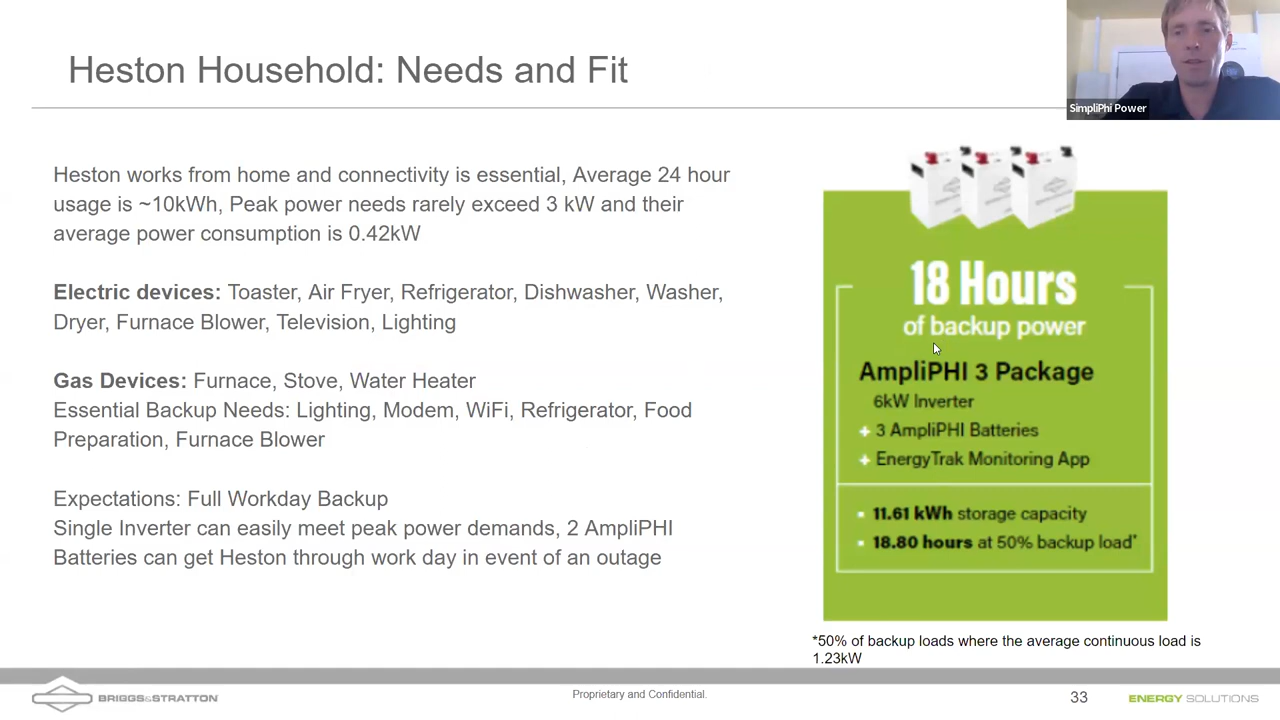 Heston Household: Needs and Fit
SimpliPhi Power
Heston works from home and connectivity is essential, Average 24 hour
usage is ~10kWh, Peak power needs rarely exceed 3 kW and their
average power consumption is 0.42kW
Electric devices: Toaster, Air Fryer, Refrigerator, Dishwasher, Washer,
Dryer, Furnace Blower, Television, Lighting
Gas Devices: Furnace, Stove, Water Heater
Essential Backup Needs: Lighting, Modem, WiFi, Refrigerator, Food
Preparation, Furnace Blower
Expectations: Full Workday Backup
Single Inverter can easily meet peak power demands, 2 AmpliPHI
Batteries can get Heston through work day in event of an outage
18 Hours
of backup power
AmpliPHI 3 Package
6kW Inverter
+ 3 AmpliPHI Batteries
+ EnergyTrak Monitoring App
▪ 11.61 kWh storage capacity
▪ 18.80 hours at 50% backup load*
*50% of backup loads where the average continuous load is
1.23kW
BRIGGS&STRATTON
Proprietary and Confidential.
33
ENERGY SOLUTIONS